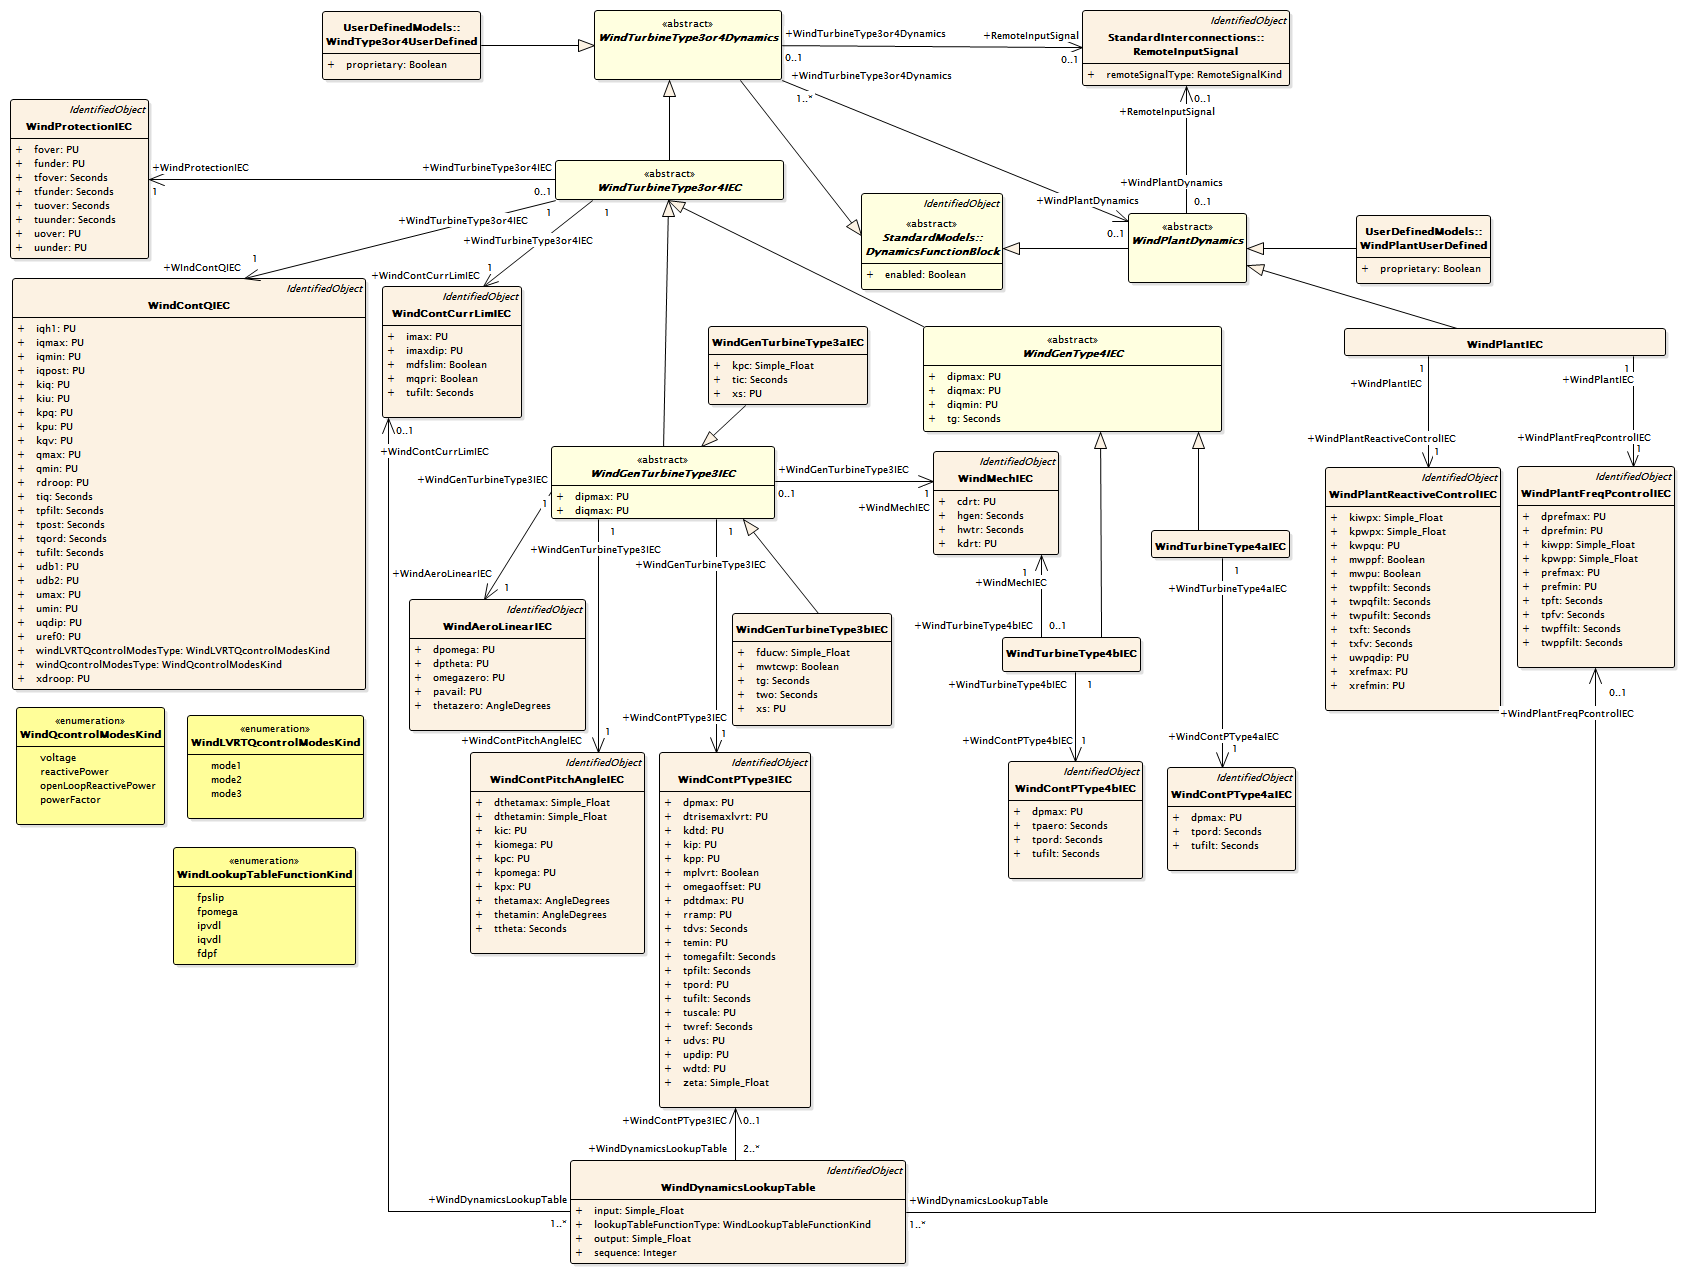 UserDefinedModels::
WindType3or4UserDefined
+ proprietary: Boolean
«abstract»
WindTurbineType3or4Dynamics
+WindTurbineType3or4Dynamics
0..1
+RemoteInputSignal
0..1
+WindTurbineType3or4Dynamics
1..*
IdentifiedObject
StandardInterconnections::
RemoteInputSignal
+ remoteSignalType: RemoteSignalKind
0..1
+RemoteInputSignal
+WindPlantDynamics
0..1
+WindPlantDynamics
0..1
IdentifiedObject
WindProtectionIEC
+ fover: PU
+ funder: PU
+ tfover: Seconds
+ tfunder: Seconds
+ tuover: Seconds
+ tuunder: Seconds
+ uover: PU
+ uunder: PU
+WindProtectionIEC
1
+WindTurbineType3or4IEC
0..1
«abstract»
WindTurbineType3or4IEC
1
+WindTurbineType3or4IEC
1
+WindTurbineType3or4IEC
+WIndContQIEC
1
+WindContCurrLimIEC
1
IdentifiedObject
«abstract»
StandardModels::
DynamicsFunctionBlock
+ enabled: Boolean
«abstract»
WindPlantDynamics
UserDefinedModels::
WindPlantUserDefined
+ proprietary: Boolean
IdentifiedObject
WindContQIEC
+ iqh1: PU
+ iqmax: PU
+ iqmin: PU
+ iqpost: PU
+ kiq: PU
+ kiu: PU
+ kpq: PU
+ kpu: PU
+ kqv: PU
+ qmax: PU
+ qmin: PU
+ rdroop: PU
+ tiq: Seconds
+ tpfilt: Seconds
+ tpost: Seconds
+ tqord: Seconds
+ tufilt: Seconds
+ udb1: PU
+ udb2: PU
+ umax: PU
+ umin: PU
+ uqdip: PU
+ uref0: PU
+ windLVRTQcontrolModesType: WindLVRTQcontrolModesKind
+ windQcontrolModesType: WindQcontrolModesKind
+ xdroop: PU
IdentifiedObject
WindContCurrLimIEC
+ imax: PU
+ imaxdip: PU
+ mdfslim: Boolean
+ mqpri: Boolean
+ tufilt: Seconds
0..1
+WindContCurrLimIEC
WindGenTurbineType3aIEC
+ kpc: Simple_Float
+ tic: Seconds
+ xs: PU
«abstract»
WindGenType4IEC
+ dipmax: PU
+ diqmax: PU
+ diqmin: PU
+ tg: Seconds
WindPlantIEC
1
+WindPlantIEC
1
+WindPlantIEC
+WindPlantReactiveControlIEC
1
+WindPlantFreqPcontrolIEC
1
«abstract»
WindGenTurbineType3IEC
+ dipmax: PU
+ diqmax: PU
+WindGenTurbineType3IEC
0..1
1
+WindMechIEC
+WindGenTurbineType3IEC
1
1
+WindGenTurbineType3IEC
1
+WindGenTurbineType3IEC
+WindAeroLinearIEC
1
IdentifiedObject
WindMechIEC
+ cdrt: PU
+ hgen: Seconds
+ hwtr: Seconds
+ kdrt: PU
1
+WindMechIEC
+WindTurbineType4bIEC
0..1
WindTurbineType4aIEC
1
+WindTurbineType4aIEC
IdentifiedObject
WindPlantReactiveControlIEC
+ kiwpx: Simple_Float
+ kpwpx: Simple_Float
+ kwpqu: PU
+ mwppf: Boolean
+ mwpu: Boolean
+ twppfilt: Seconds
+ twpqfilt: Seconds
+ twpufilt: Seconds
+ txft: Seconds
+ txfv: Seconds
+ uwpqdip: PU
+ xrefmax: PU
+ xrefmin: PU
IdentifiedObject
WindPlantFreqPcontrolIEC
+ dprefmax: PU
+ dprefmin: PU
+ kiwpp: Simple_Float
+ kpwpp: Simple_Float
+ prefmax: PU
+ prefmin: PU
+ tpft: Seconds
+ tpfv: Seconds
+ twpffilt: Seconds
+ twppfilt: Seconds
0..1
+WindPlantFreqPcontrolIEC
IdentifiedObject
WindAeroLinearIEC
+ dpomega: PU
+ dptheta: PU
+ omegazero: PU
+ pavail: PU
+ thetazero: AngleDegrees
WindGenTurbineType3bIEC
+ fducw: Simple_Float
+ mwtcwp: Boolean
+ tg: Seconds
+ two: Seconds
+ xs: PU
WindTurbineType4bIEC
+WindTurbineType4bIEC
1
+WindContPType4bIEC
1
+WindContPType4aIEC
1
+WindContPitchAngleIEC
1
+WindContPType3IEC
1
«enumeration»
WindQcontrolModesKind
voltage
reactivePower
openLoopReactivePower
powerFactor
«enumeration»
WindLVRTQcontrolModesKind
mode1
mode2
mode3
«enumeration»
WindLookupTableFunctionKind
fpslip
fpomega
ipvdl
iqvdl
fdpf
IdentifiedObject
WindContPitchAngleIEC
+ dthetamax: Simple_Float
+ dthetamin: Simple_Float
+ kic: PU
+ kiomega: PU
+ kpc: PU
+ kpomega: PU
+ kpx: PU
+ thetamax: AngleDegrees
+ thetamin: AngleDegrees
+ ttheta: Seconds
IdentifiedObject
WindContPType3IEC
+ dpmax: PU
+ dtrisemaxlvrt: PU
+ kdtd: PU
+ kip: PU
+ kpp: PU
+ mplvrt: Boolean
+ omegaoffset: PU
+ pdtdmax: PU
+ rramp: PU
+ tdvs: Seconds
+ temin: PU
+ tomegafilt: Seconds
+ tpfilt: Seconds
+ tpord: PU
+ tufilt: Seconds
+ tuscale: PU
+ twref: Seconds
+ udvs: PU
+ updip: PU
+ wdtd: PU
+ zeta: Simple_Float
IdentifiedObject
WindContPType4bIEC
+ dpmax: PU
+ tpaero: Seconds
+ tpord: Seconds
+ tufilt: Seconds
IdentifiedObject
WindContPType4aIEC
+ dpmax: PU
+ tpord: Seconds
+ tufilt: Seconds
+WindContPType3IEC
0..1
+WindDynamicsLookupTable
2..*
+WindDynamicsLookupTable
1..*
IdentifiedObject
WindDynamicsLookupTable
+ input: Simple_Float
+ lookupTableFunctionType: WindLookupTableFunctionKind
+ output: Simple_Float
+ sequence: Integer
+WindDynamicsLookupTable
1..*